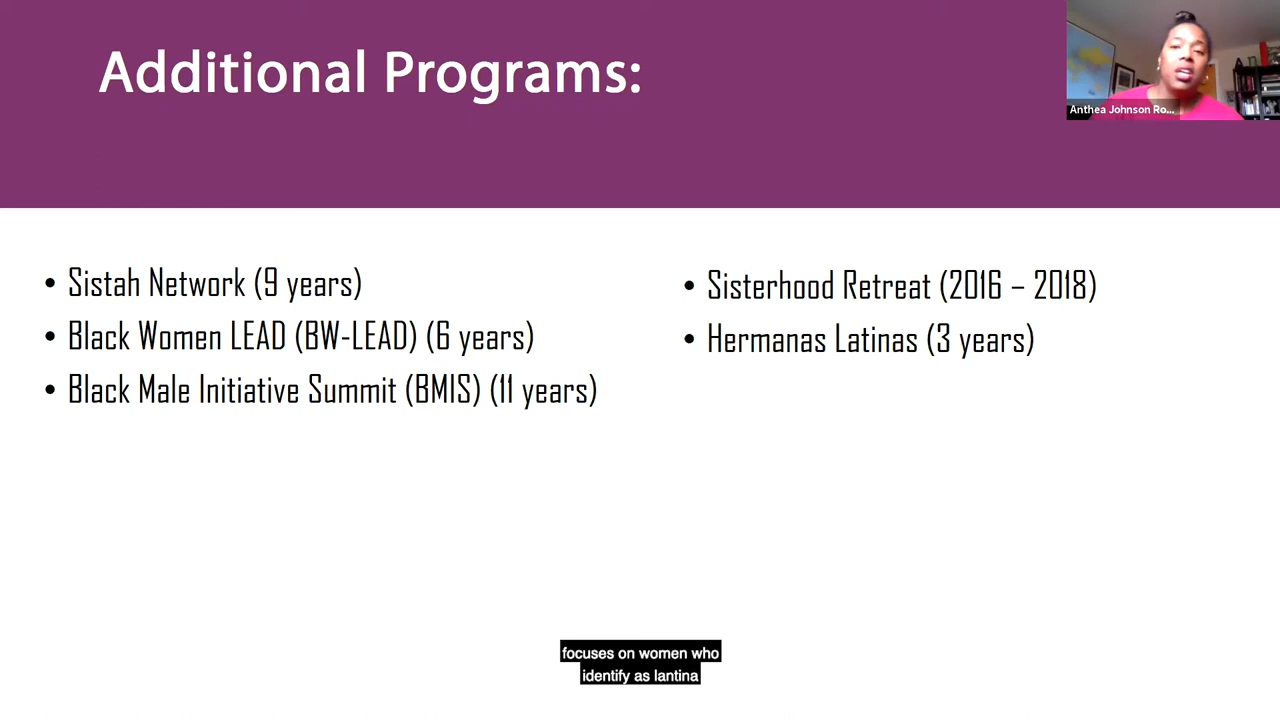 Additional Programs:
Anthea Johnson Ro...
• Sistah Network (9 years)
• Black Women LEAD (BW-LEAD) (6 years)
• Black Male Initiative Summit (BMIS) (11 years)
• Sisterhood Retreat (2016 – 2018)
• Hermanas Latinas (3 years)
focuses on women who
identify as lantina